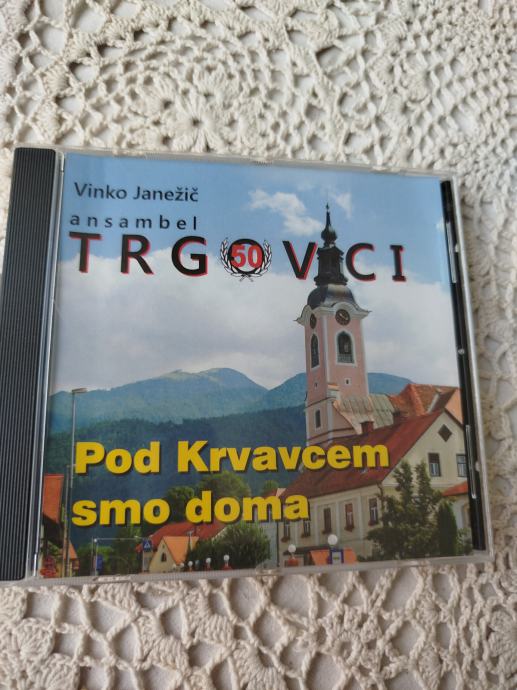 Vinko Janežič
ansambel
TRGOVCI
50
Pod Krvavcem
smo doma